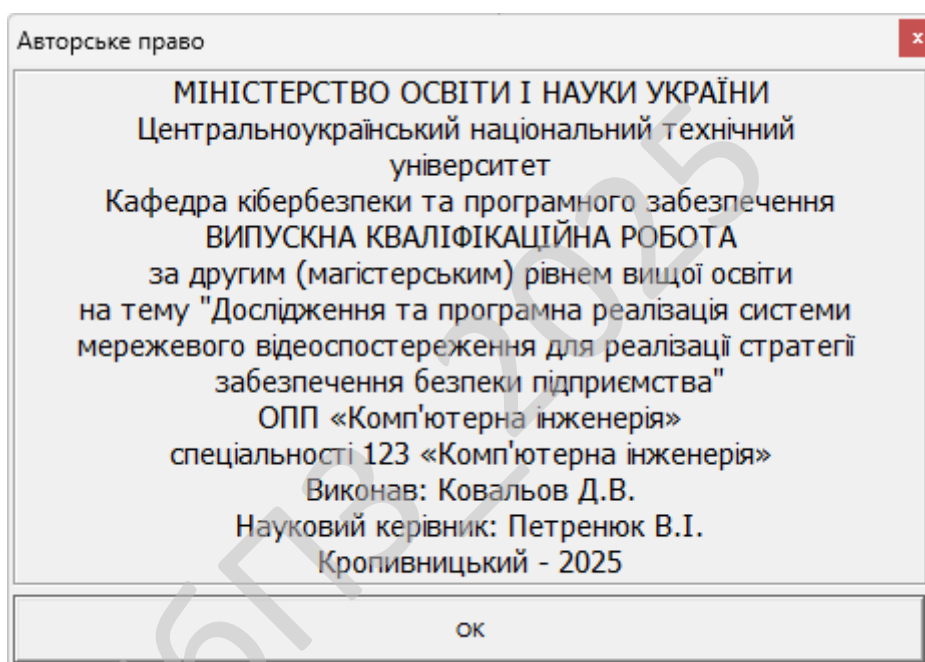 Авторське право
x
МІНІСТЕРСТВО ОСВІТИ І НАУКИ УКРАЇНИ
Центральноукраїнський національний технічний
університет
Кафедра кібербезпеки та програмного забезпечення
ВИПУСКНА КВАЛІФІКАЦІЙНА РОБОТА
за другим (магістерським) рівнем вищої освіти
на тему "Дослідження та програмна реалізація системи
мережевого відеоспостереження для реалізації стратегії
забезпечення безпеки підприємства"
ОПП «Комп'ютерна інженерія»
спеціальності 123 «Комп'ютерна інженерія»
Виконав: Ковальов Д.В.
Науковий керівник: Петренюк В.І.
Кропивницький - 2025
ОК
бПЗ_2025